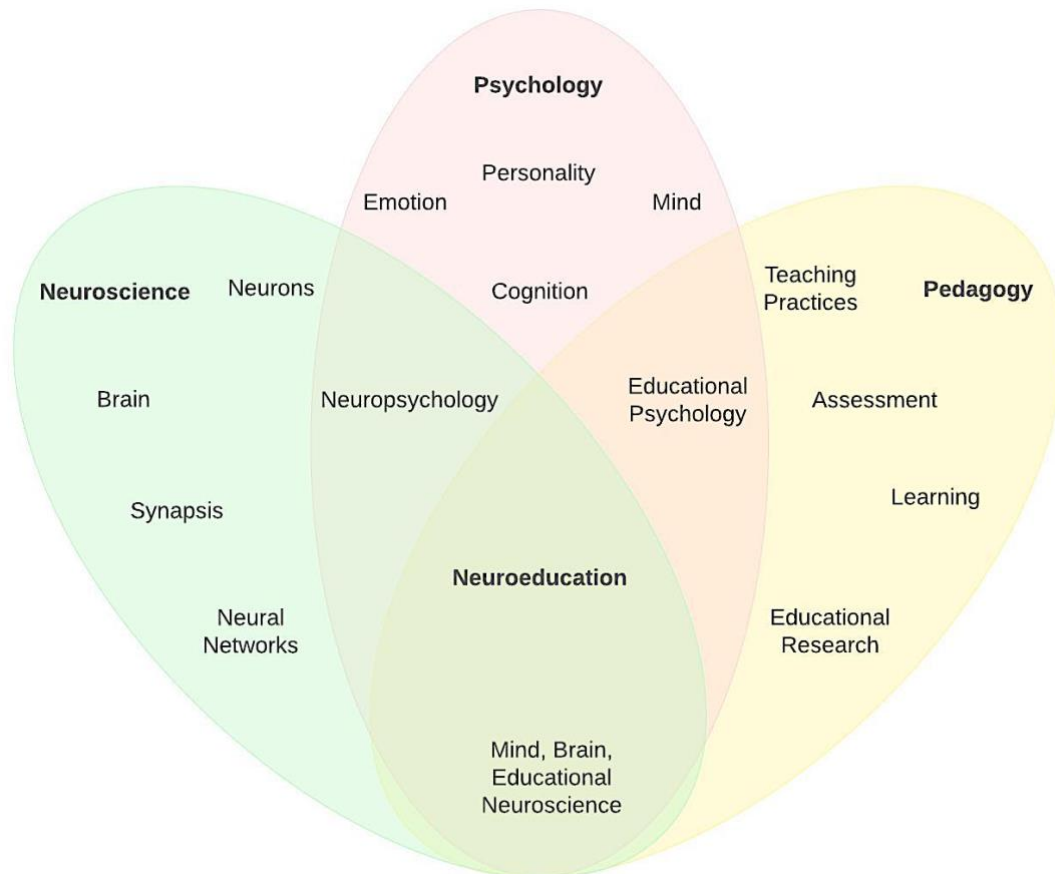 Psychology
Personality
Emotion
Mind
Cognition
Neuroscience
Neurons
Brain
Synapsis
Neural
Networks
Neuropsychology
Educational
Psychology
Teaching
Practices
Pedagogy
Assessment
Learning
Educational
Research
Neuroeducation
Mind, Brain,
Educational
Neuroscience